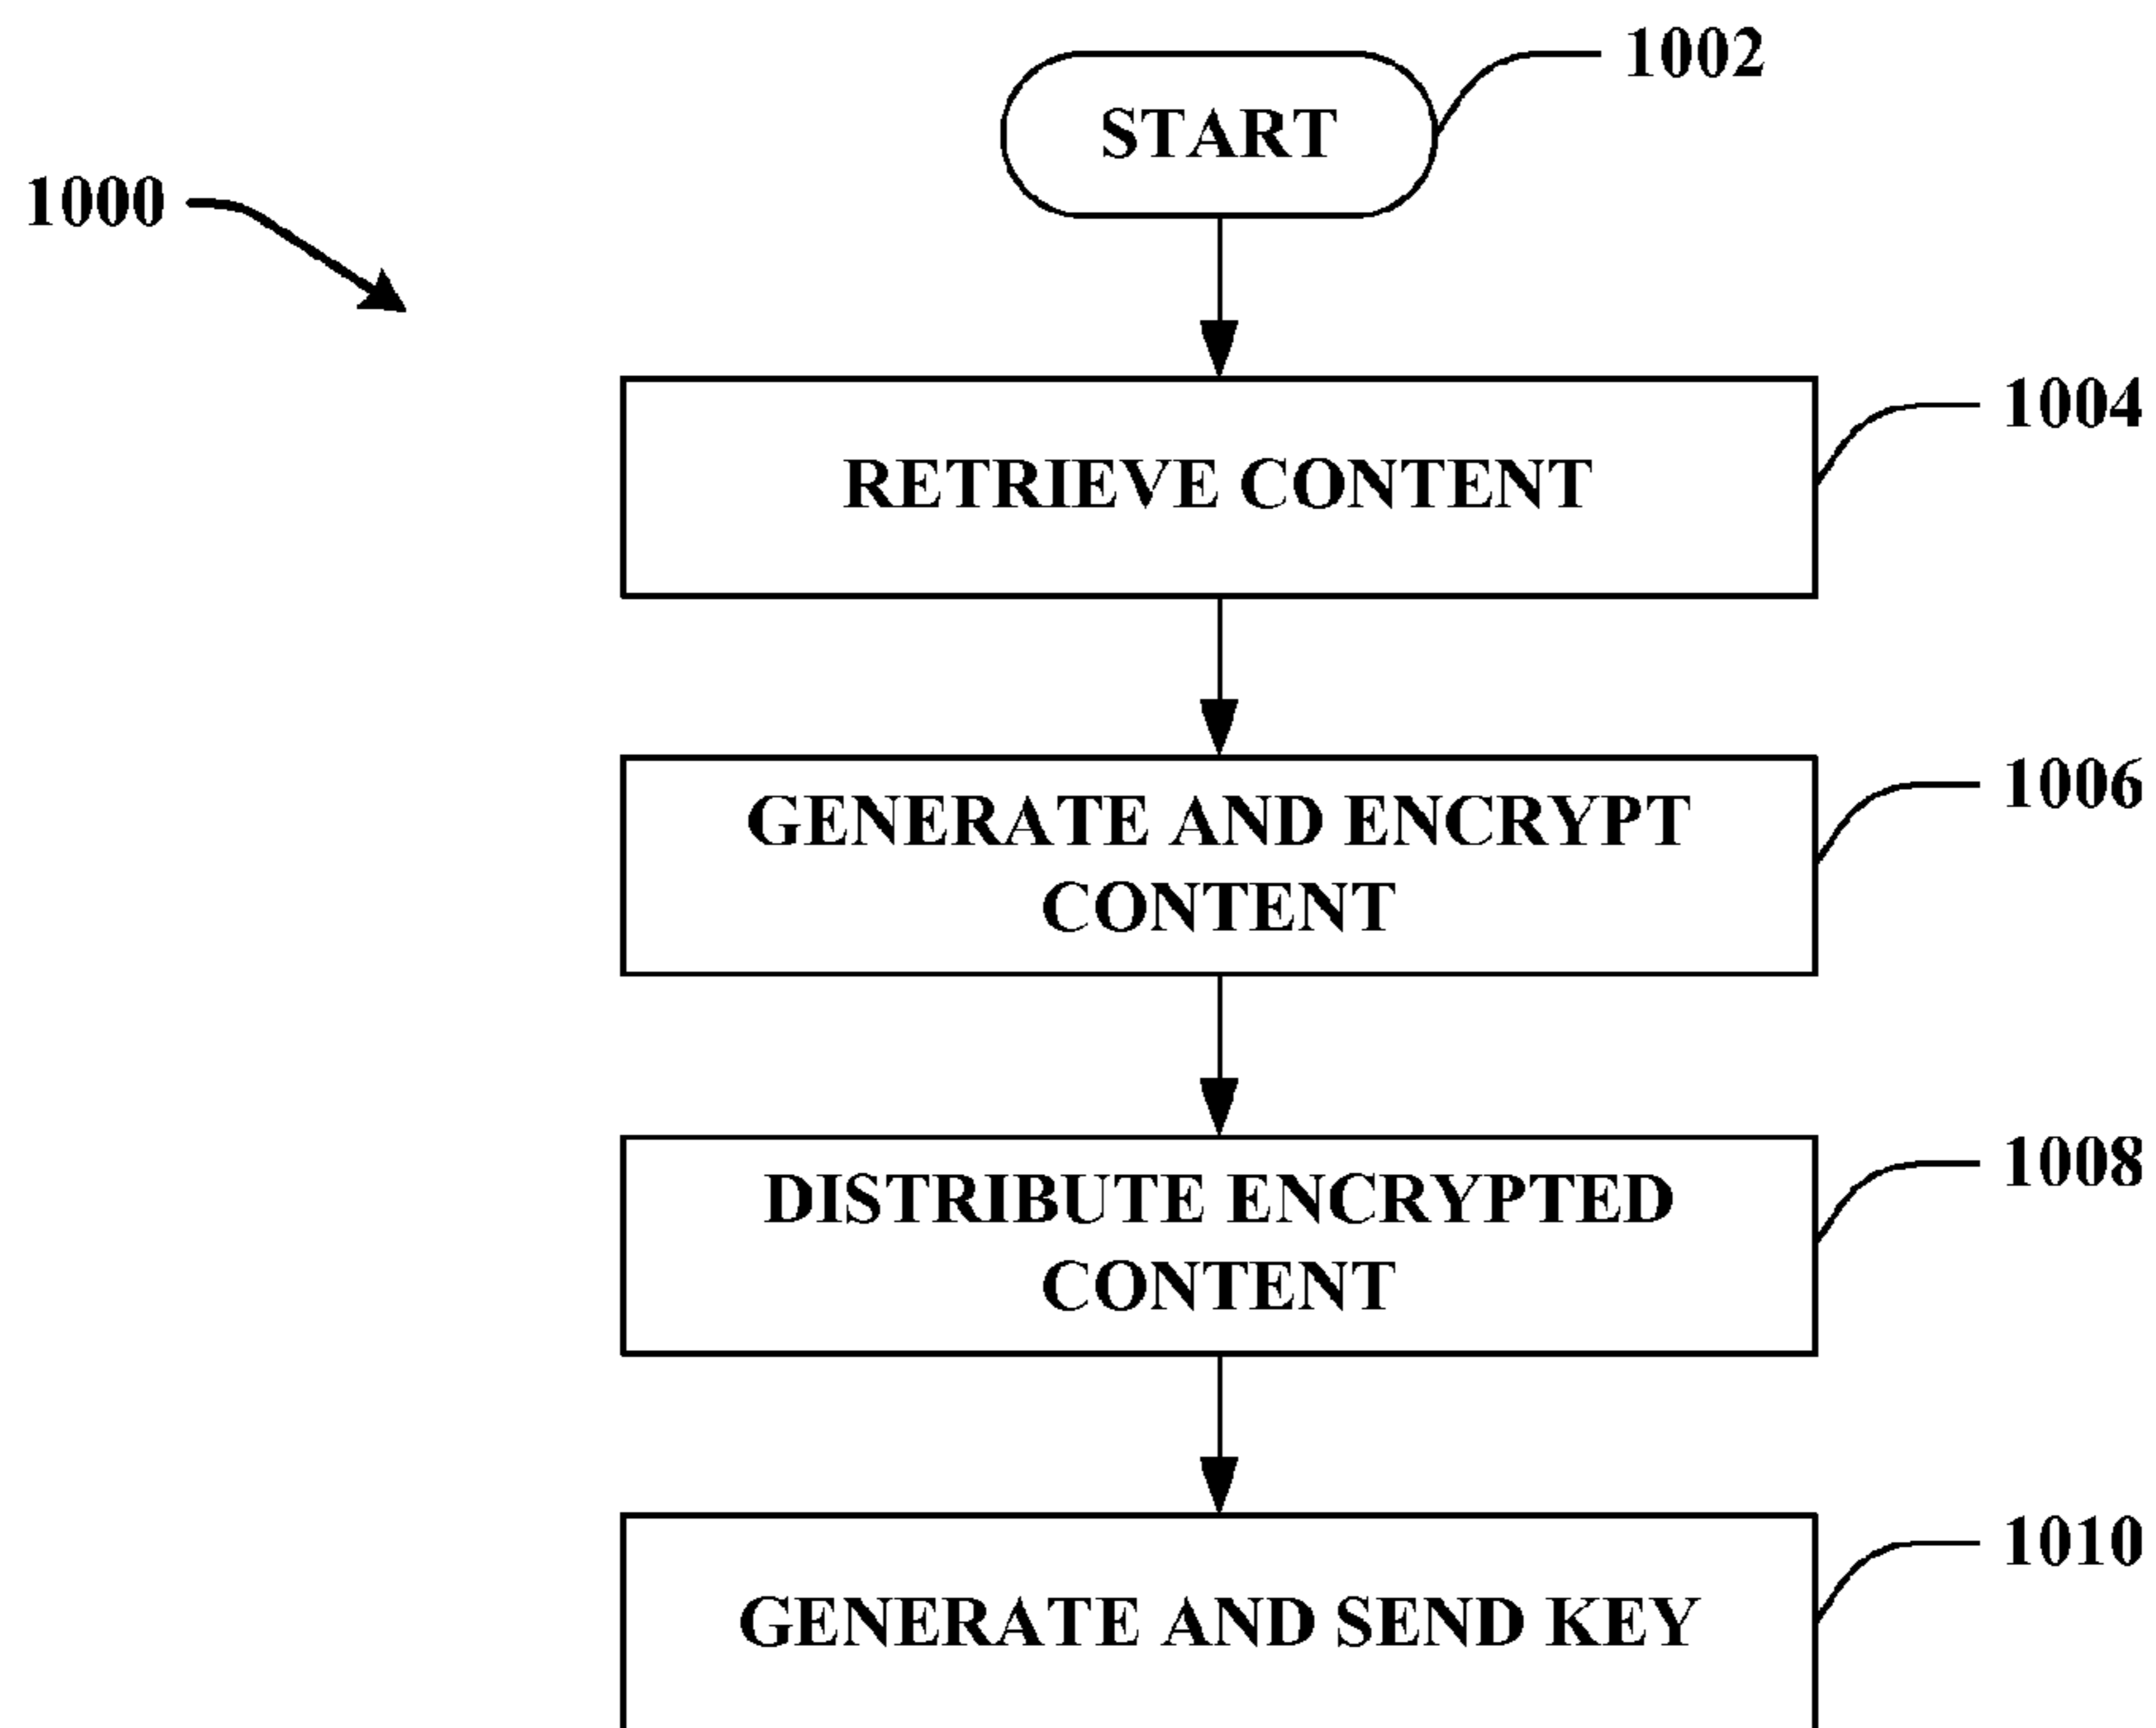 1002
START
1000
1004
RETRIEVE CONTENT
1006
GENERATE AND ENCRYPT
CONTENT
1008
DISTRIBUTE ENCRYPTED
CONTENT
1010
GENERATE AND SEND KEY